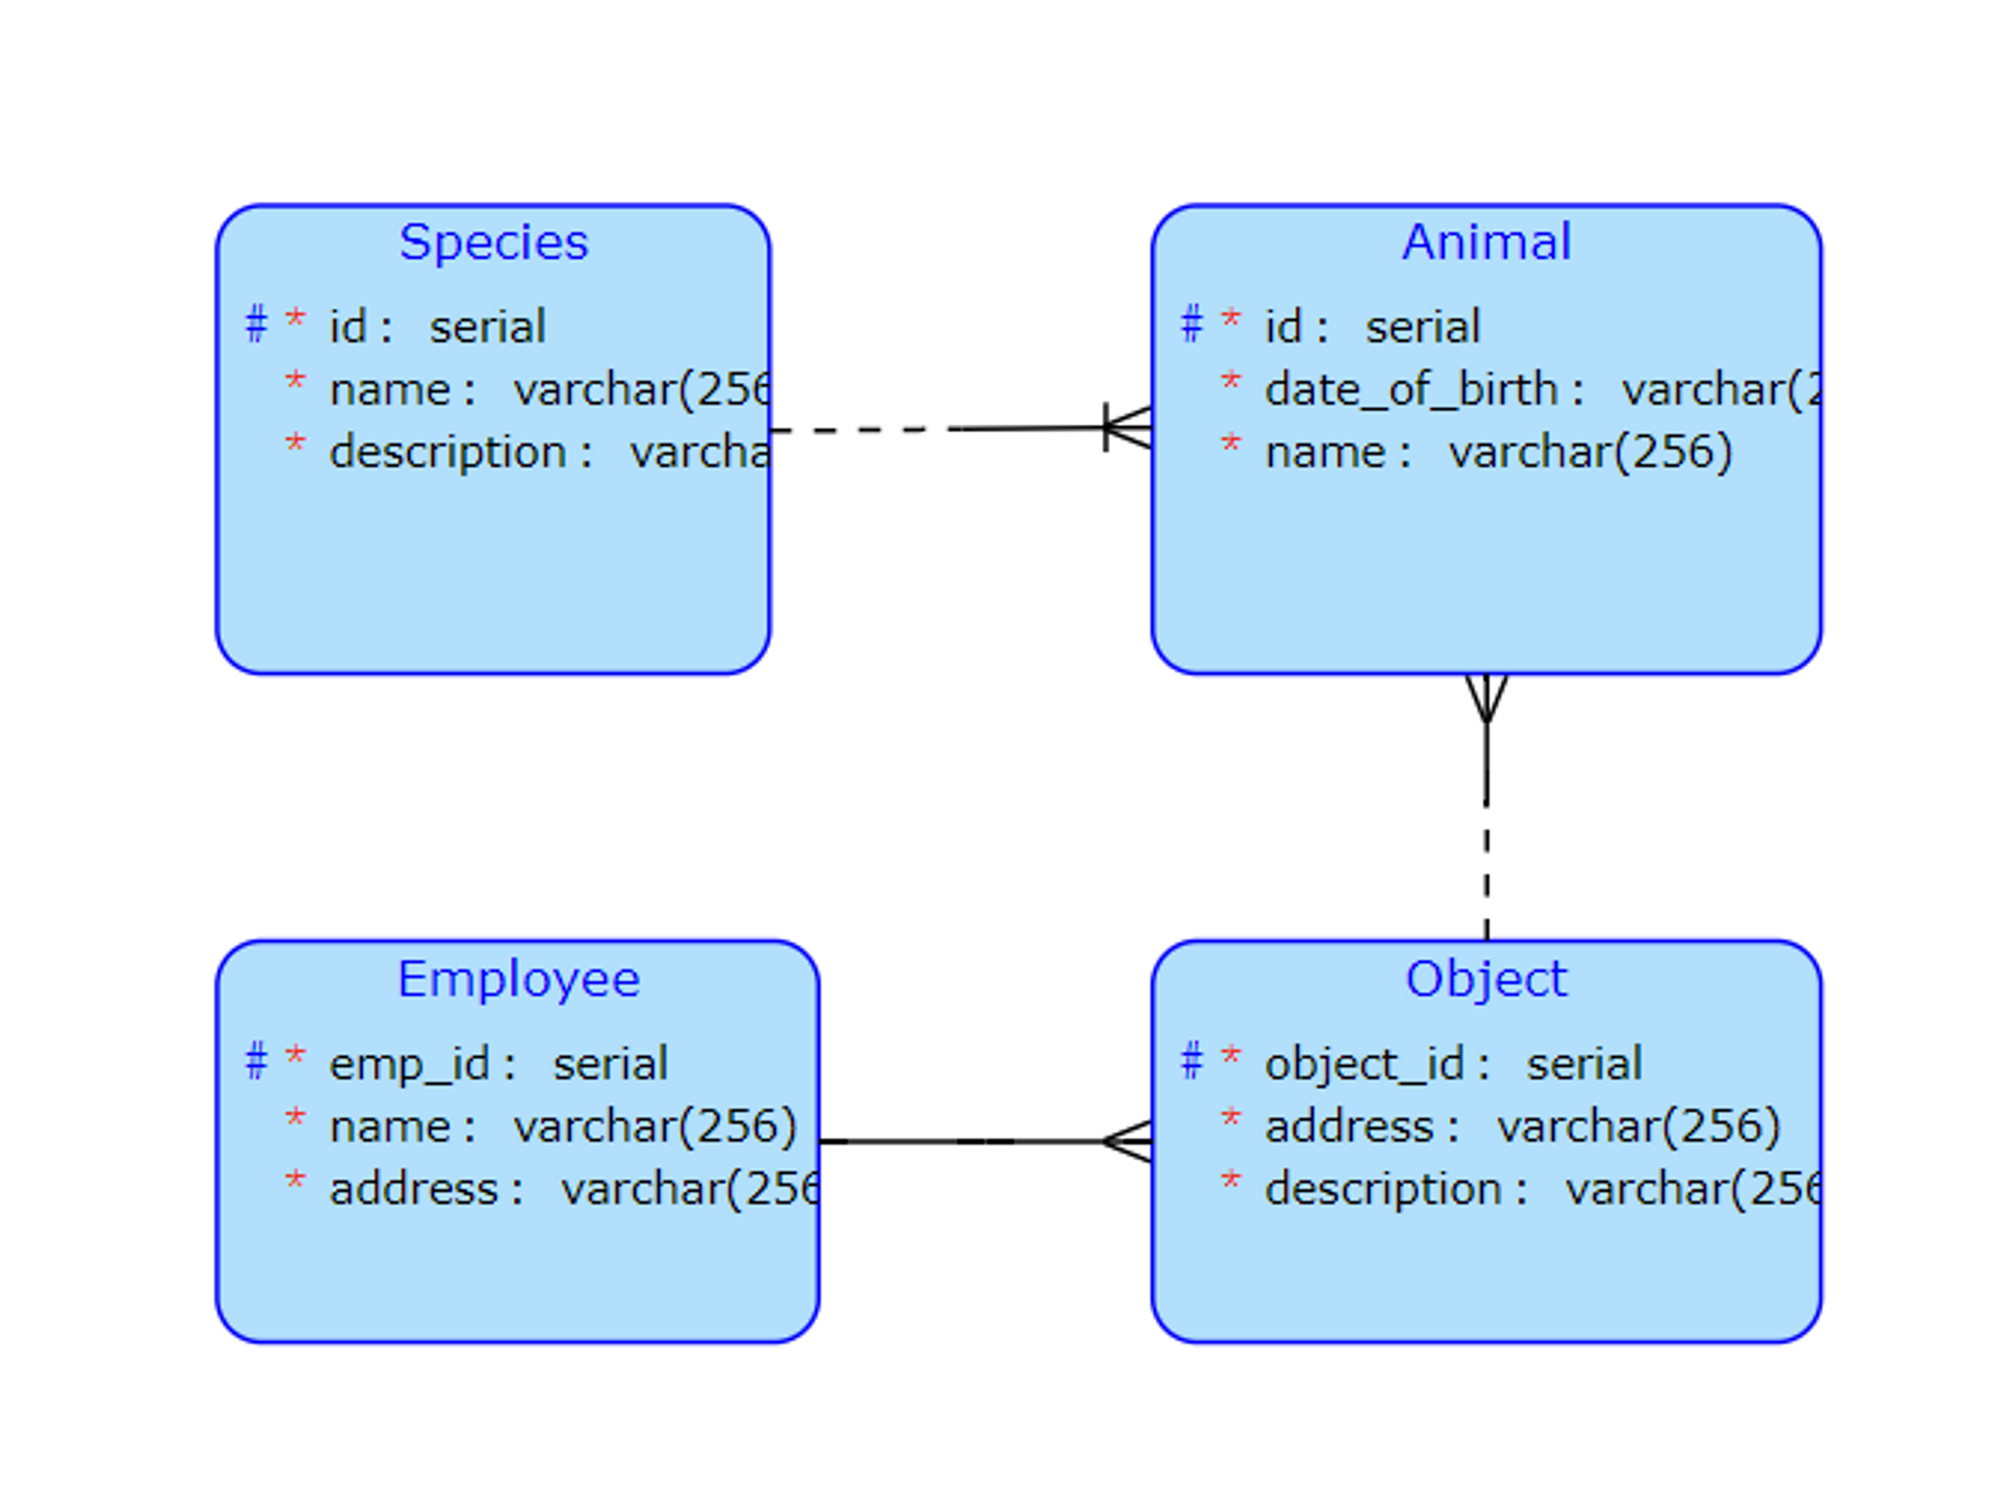 Species
# * id : serial
* name : varchar(256
* description : varcha
Animal
# * id : serial
* date_of_birth : varchar(2
* name : varchar(256)
Employee
# * emp_id : serial
* name : varchar(256)
* address : varchar(256
Object
# * object_id : serial
* address : varchar(256)
* description : varchar(256